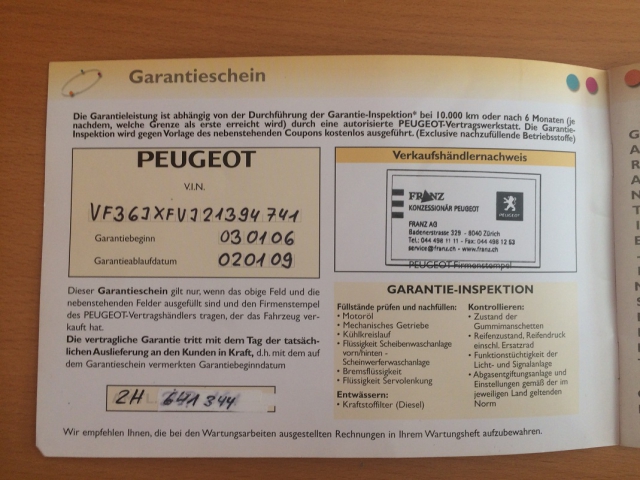 Garantieschein
Die Garantieleistung ist abhängig von der Durchführung der Garantie-Inspektion* bei 10.000 km oder nach 6 Monaten (je
nachdem, welche Grenze als erste erreicht wird) durch eine autorisierte PEUGEOT-Vertragswerkstatt. Die Garantie-
Inspektion wird gegen Vorlage des nebenstehenden Coupons kostenlos ausgeführt. (Exclusive nachzufüllende Betriebsstoffe)
PEUGEOT
V.I.N.
VF36JXFVJ21394741
Garantiebeginn 030106
Garantieablaufdatum 020109
Dieser Garantieschein gilt nur, wenn das obige Feld und die
nebenstehenden Felder ausgefüllt sind und den Firmenstempel
des PEUGEOT-Vertragshändlers tragen, der das Fahrzeug ver-
kauft hat.
Die vertragliche Garantie tritt mit dem Tag der tatsäch-
lichen Auslieferung an den Kunden in Kraft, d.h. mit dem auf
dem Garantieschein vermerkten Garantiebeginndatum
ZH 641 344
Verkaufshändlernachweis
FRANZ
KONZESSIONÄR PEUGEOT
PEUGEOT
FRANZ AG
Badenerstrasse 329 - 8040 Zürich
Tel.: 044 498 11 11 - Fax: 044 498 12 53
service@franz.ch - www.franz.ch
PEUGEOT Firmenstempel
GARANTIE-INSPEKTION
Füllstände prüfen und nachfüllen:
• Motoröl
• Mechanisches Getriebe
• Kühlkreislauf
• Flüssigkeit Scheibenwaschanlage
vorn/hinten -
Scheinwerferwaschanlage
• Bremsflüssigkeit
• Flüssigkeit Servolenkung
Entwässern:
• Kraftstoffilter (Diesel)
Kontrollieren:
• Zustand der
Gummimanschetten
• Reifenzustand, Reifendruck
einschl. Ersatzrad
• Funktionstüchtigkeit der
Licht- und Signalanlage
• Abgasentgiftungsanlage und
Einstellungen gemäß der im
jeweiligen Land geltenden
Norm
Wir empfehlen Ihnen, die bei den Wartungsarbeiten ausgestellten Rechnungen in Ihrem Wartungsheft aufzubewahren.